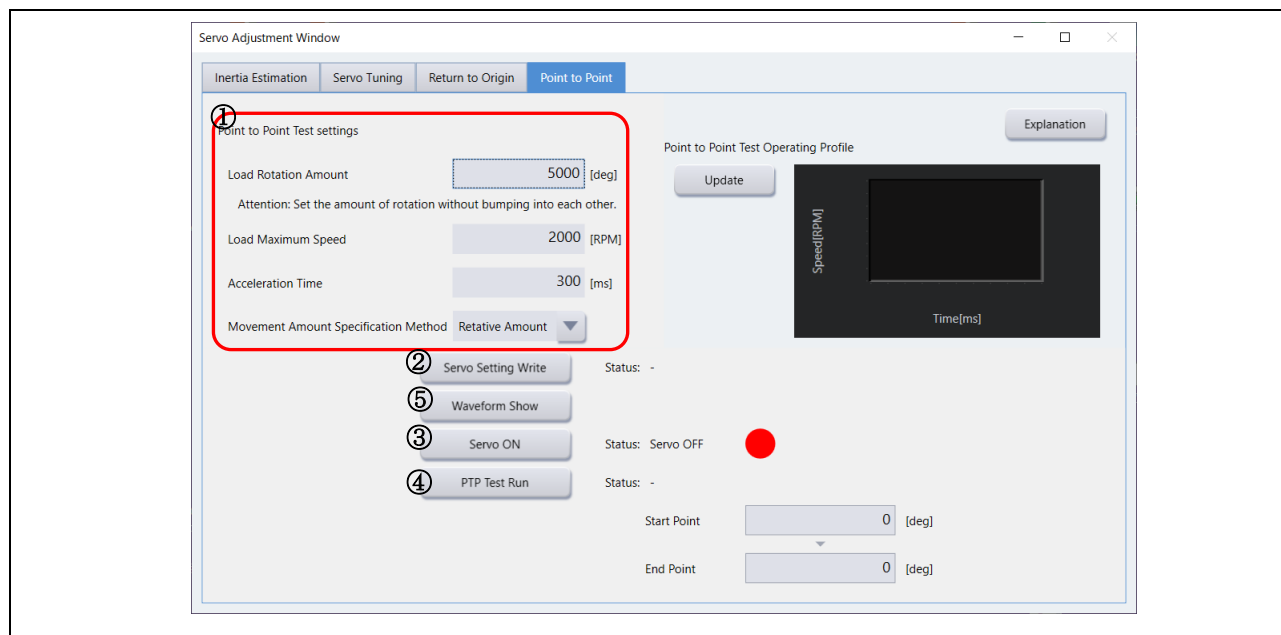 Servo Adjustment Window
Inertia Estimation Servo Tuning Return to Origin Point to Point
①
Point to Point Test settings
Explanation
Point to Point Test Operating Profile
Load Rotation Amount 5000 [deg]
Update
Attention: Set the amount of rotation without bumping into each other.
Load Maximum Speed 2000 [RPM]
Speed[RPM]
Acceleration Time 300 [ms]
Time[ms]
Movement Amount Specification Method Retative Amount
② Servo Setting Write Status: -
⑤ Waveform Show
③ Servo ON Status: Servo OFF
④ PTP Test Run Status: -
Start Point 0 [deg]
End Point 0 [deg]